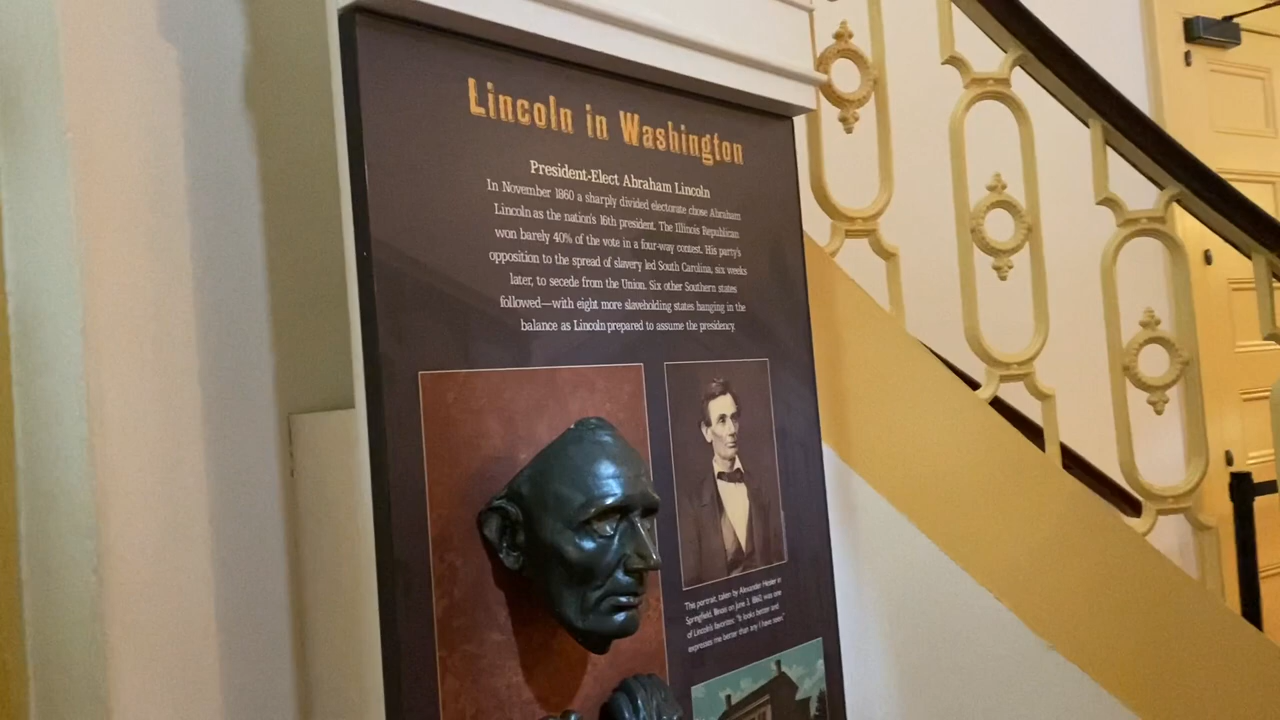 Lincoln in Washington
President-Elect Abraham Lincoln
In November 1860 a sharply divided electorate chose Abraham
Lincoln as the nation's 16th president. The Illinois Republican
won barely 40% of the vote in a four-way contest. His party's
opposition to the spread of slavery led South Carolina, six weeks
later, to secede from the Union. Six other Southern states
followed—with eight more slaveholding states hanging in the
balance as Lincoln prepared to assume the presidency.
This portrait, taken by Alexander Hesler in
Springfield, Illinois on June 3, 1860, was one
of Lincoln's favorites: "It looks better and
expresses me better than any I have seen."